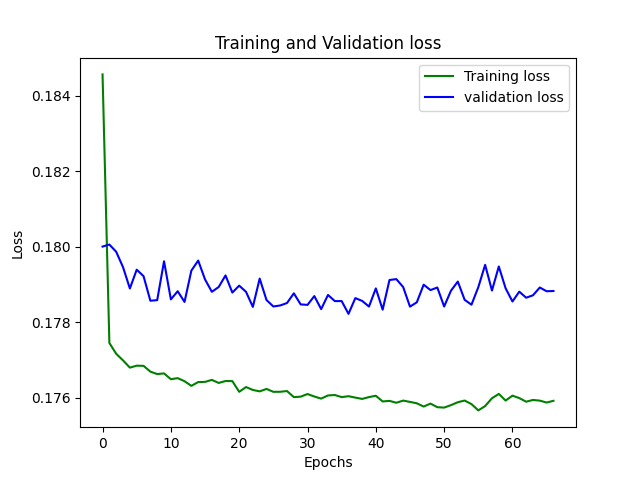 Training and Validation loss
Training loss
validation loss
Loss
0.184
0.182
0.180
0.178
0.176
0 10 20 30 40 50 60
Epochs